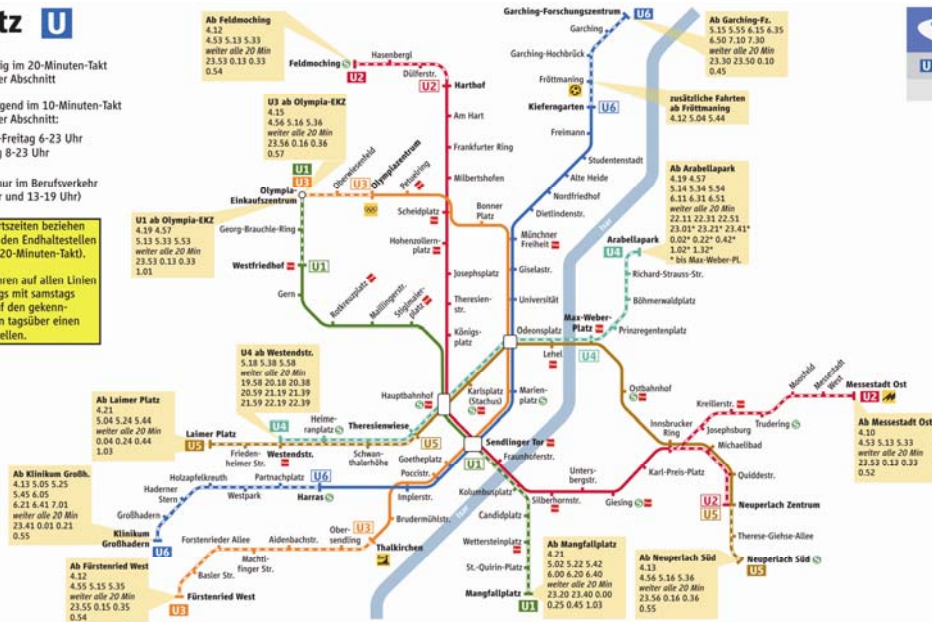 tz U
ig im 20-Minuten-Takt
er Abschnitt
gend im 10-Minuten-Takt
er Abschnitt:
-Freitag 6-23 Uhr
g 8-23 Uhr
nur im Berufsverkehr
r und 13-19 Uhr)
rtszeiten beziehen
den Endhaltestellen
20-Minuten-Takt).
hren auf allen Linien
gs mit samstags
f den gekenn-
n tagsüber einen
ellen.
Ab Feldmoching
4.12
4.53 5.13 5.33
weiter alle 20 Min
23.53 0.13 0.33
0.54
Feldmoching
U2
Hasenbergl
Dülferstr.
U2
Harthof
Am Hart
Frankfurter Ring
Milbertshofen
Scheidplatz
Hohenzollern-
platz
Josephsplatz
Theresien-
str.
Königs-
platz
Garching-Forschungszentrum
U6
Garching
Garching-Hochbrück
Fröttmaning
Kieferngarten
U6
Freimann
Studentenstadt
Alte Heide
Nordfriedhof
Dietlindenstr.
Münchner
Freiheit
Giselastr.
Universität
Odeonsplatz
Ab Garching-Fz.
5.15 5.55 6.15 6.35
6.50 7.10 7.30
weiter alle 20 Min
23.30 23.50 0.10
0.45
zusätzliche Fahrten
ab Fröttmaning
4.12 5.04 5.44
U3 ab Olympia-EKZ
4.15
4.56 5.16 5.36
weiter alle 20 Min
23.56 0.16 0.36
0.57
U1
U3
Olympia-
Einkaufszentrum
Oberwiesenfeld
U3
Olympiazentrum
Petuelring
Bonner
Platz
U1 ab Olympia-EKZ
4.19 4.57
5.13 5.33 5.53
weiter alle 20 Min
23.53 0.13 0.33
1.01
Georg-Brauchle-Ring
Westfriedhof
U1
Gern
Rotkreuzplatz
Maillingerstr.
Stiglmaier-
platz
Ab Arabellapark
4.19 4.57
5.14 5.34 5.54
6.11 6.31 6.51
weiter alle 20 Min
22.11 22.31 22.51
23.01* 23.21* 23.41*
0.02* 0.22* 0.42*
1.02* 1.32*
* bis Max-Weber-Pl.
Arabellapark
U4
Richard-Strauss-Str.
Böhmerwaldplatz
Prinzregentenplatz
Max-Weber-
Platz
U4
Lehel
Isar
U4 ab Westendstr.
5.18 5.38 5.58
weiter alle 20 Min
19.58 20.18 20.38
20.59 21.19 21.39
21.59 22.19 22.39
Hauptbahnhof
Karlsplatz
(Stachus)
Marien-
platz
Ostbahnhof
Ab Laimer Platz
4.21
5.04 5.24 5.44
weiter alle 20 Min
0.04 0.24 0.44
1.03
Laimer Platz
U5
Frieden-
heimer Str.
U4
Westendstr.
Heime-
ranplatz
Schwan-
thalerhöhe
Theresienwiese
U5
Sendlinger Tor
U1
Fraunhoferstr.
Kolumbusplatz
Candidplatz
Wettersteinplatz
St.-Quirin-Platz
Mangfallplatz
U1
Ab Mangfallplatz
4.21
5.02 5.22 5.42
6.00 6.20 6.40
weiter alle 20 Min
23.20 23.40 0.00
0.25 0.45 1.03
Silberhornstr.
Unters-
bergstr.
Giesing
Karl-Preis-Platz
Innsbrucker
Ring
Michaelibad
Quiddestr.
U2
U5
Neuperlach Zentrum
Therese-Giehse-Allee
Neuperlach Süd
U5
Ab Neuperlach Süd
4.13
4.56 5.16 5.36
weiter alle 20 Min
23.56 0.16 0.36
0.55
Josephsburg
Kreillerstr.
Trudering
Moosfeld
Messestadt
West
Messestadt Ost
U2
Ab Messestadt Ost
4.10
4.53 5.13 5.33
weiter alle 20 Min
23.53 0.13 0.33
0.52
Ab Klinikum Großh.
4.13 5.05 5.25
5.45 6.05
6.21 6.41 7.01
weiter alle 20 Min
23.41 0.01 0.21
0.55
Klinikum
Großhadern
U6
Großhadern
Haderner
Stern
Holzapfelkreuth
Westpark
Partnachplatz
U6
Harras
Goetheplatz
Poccistr.
Implerstr.
Brudermühlstr.
U3
Thalkirchen
Ober-
sendling
Aidenbachstr.
Machtl-
finger Str.
Forstenrieder Allee
Basler Str.
Fürstenried West
U3
Ab Fürstenried West
4.12
4.55 5.15 5.35
weiter alle 20 Min
23.55 0.15 0.35
0.54
Isar
U